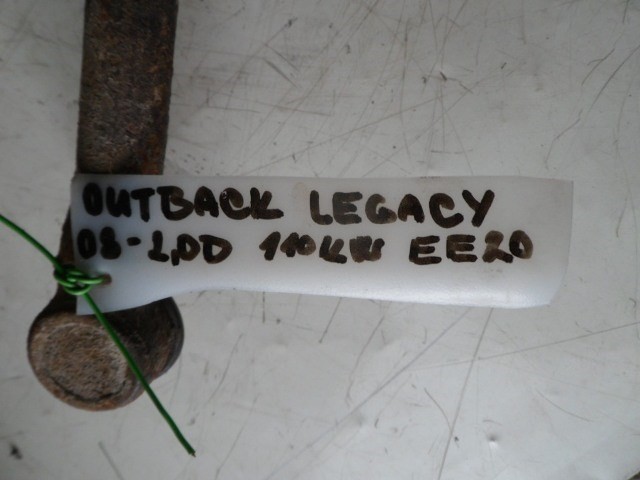 OUTBACK LEGACY
08- 2,0D 110KW EE20